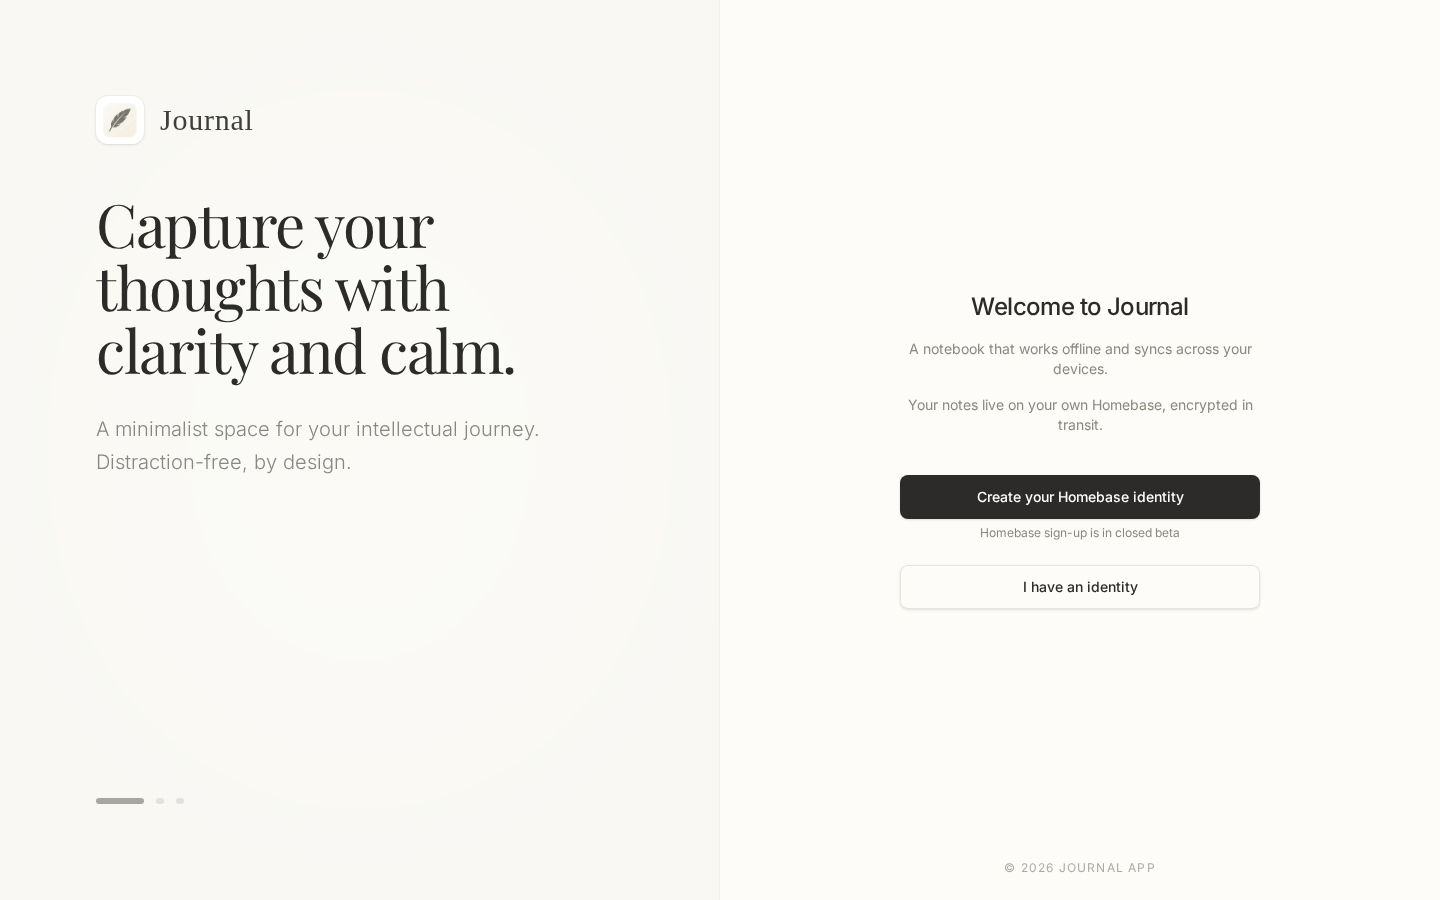 Journal
Capture your
thoughts with
clarity and calm.
A minimalist space for your intellectual journey.
Distraction-free, by design.
Welcome to Journal
A notebook that works offline and syncs across your
devices.
Your notes live on your own Homebase, encrypted in
transit.
Create your Homebase identity
Homebase sign-up is in closed beta
I have an identity
© 2026 JOURNAL APP